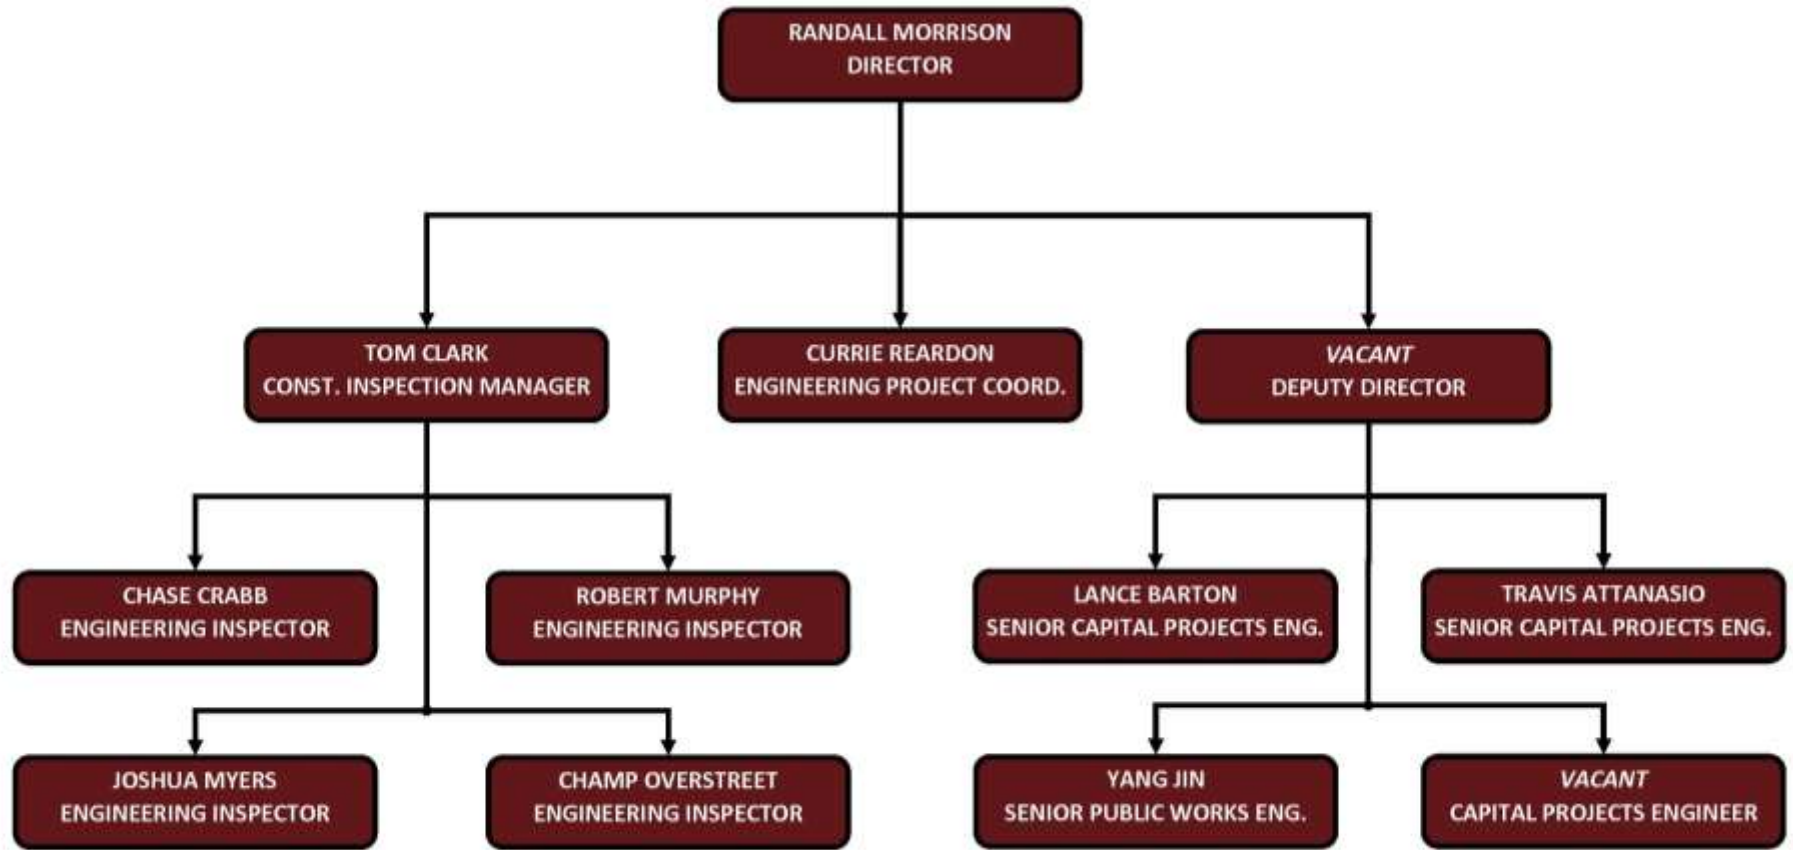 RANDALL MORRISON
DIRECTOR
TOM CLARK
CONST. INSPECTION MANAGER
CURRIE REARDON
ENGINEERING PROJECT COORD.
VACANT
DEPUTY DIRECTOR
CHASE CRABB
ENGINEERING INSPECTOR
ROBERT MURPHY
ENGINEERING INSPECTOR
LANCE BARTON
SENIOR CAPITAL PROJECTS ENG.
TRAVIS ATTANASIO
SENIOR CAPITAL PROJECTS ENG.
JOSHUA MYERS
ENGINEERING INSPECTOR
CHAMP OVERSTREET
ENGINEERING INSPECTOR
YANG JIN
SENIOR PUBLIC WORKS ENG.
VACANT
CAPITAL PROJECTS ENGINEER